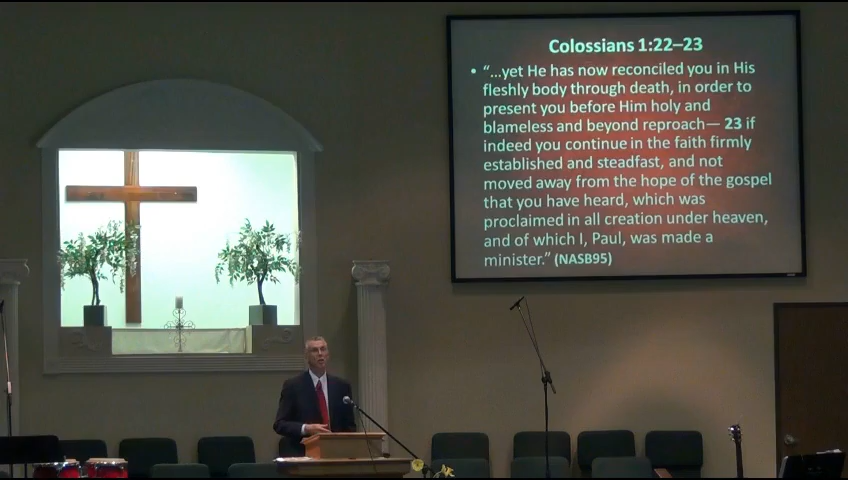 Colossians 1:22–23
• “…yet He has now reconciled you in His
fleshly body through death, in order to
present you before Him holy and
blameless and beyond reproach— 23 if
indeed you continue in the faith firmly
established and steadfast, and not
moved away from the hope of the gospel
that you have heard, which was
proclaimed in all creation under heaven,
and of which I, Paul, was made a
minister.” (NASB95)